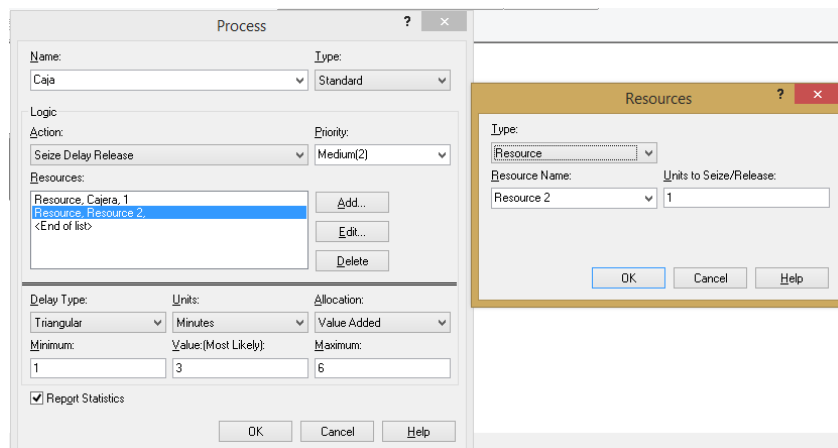 Process
?
Name:
Type:
Caja
Standard
Logic
Action:
Priority:
Seize Delay Release
Medium(2)
Resources:
Resource, Cajera, 1
Resource, Resource 2,
<End of list>
Add...
Edit...
Delete
Delay Type:
Units:
Allocation:
Triangular
Minutes
Value Added
Minimum:
Value:(Most Likely):
Maximum:
1
3
6
Report Statistics
OK
Cancel
Help
Resources
?
Type:
Resource
Resource Name:
Units to Seize/Release:
Resource 2
1
OK
Cancel
Help